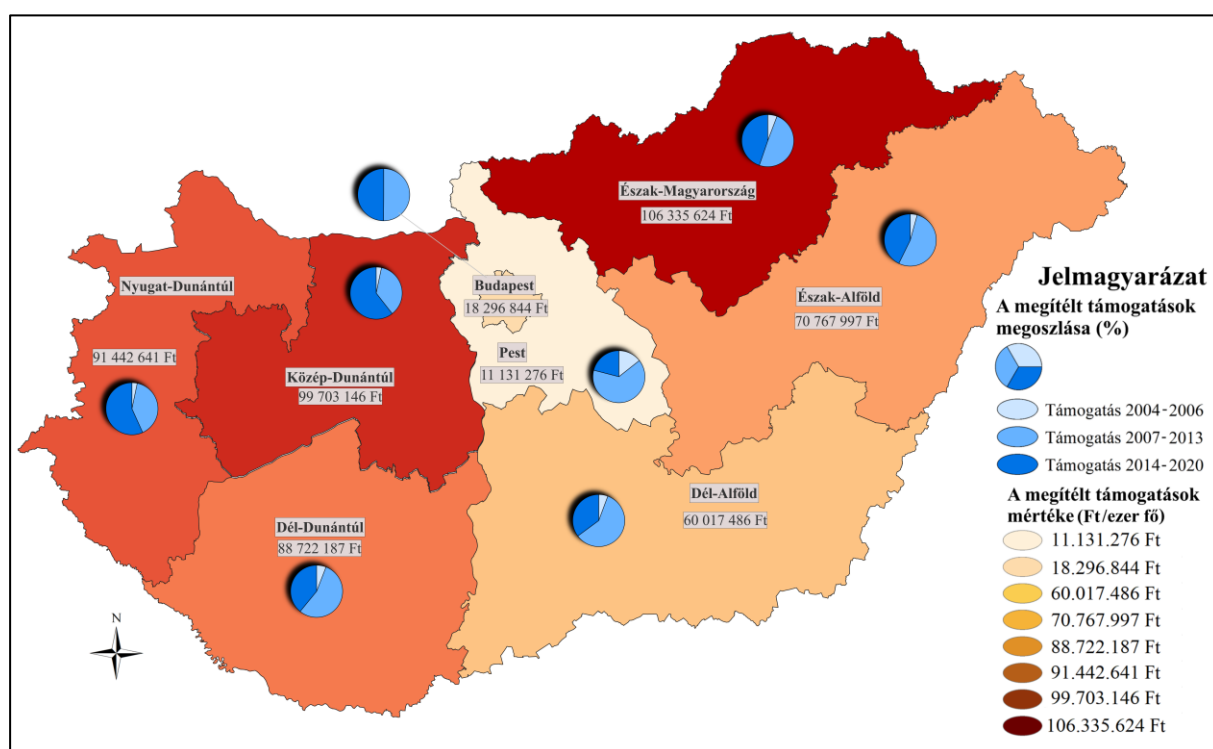 Észak-Magyarország
106 335 624 Ft
Budapest
18 296 844 Ft
Nyugat-Dunántúl
91 442 641 Ft
Észak-Alföld
70 767 997 Ft
Pest
11 131 276 Ft
Közép-Dunántúl
99 703 146 Ft
Dél-Alföld
60 017 486 Ft
Dél-Dunántúl
88 722 187 Ft
N
Jelmagyarázat
A megítélt támogatások
megoszlása (%)
Támogatás 2004-2006
Támogatás 2007-2013
Támogatás 2014-2020
A megítélt támogatások
mértéke (Ft/ezer fő)
11.131.276 Ft
18.296.844 Ft
60.017.486 Ft
70.767.997 Ft
88.722.187 Ft
91.442.641 Ft
99.703.146 Ft
106.335.624 Ft